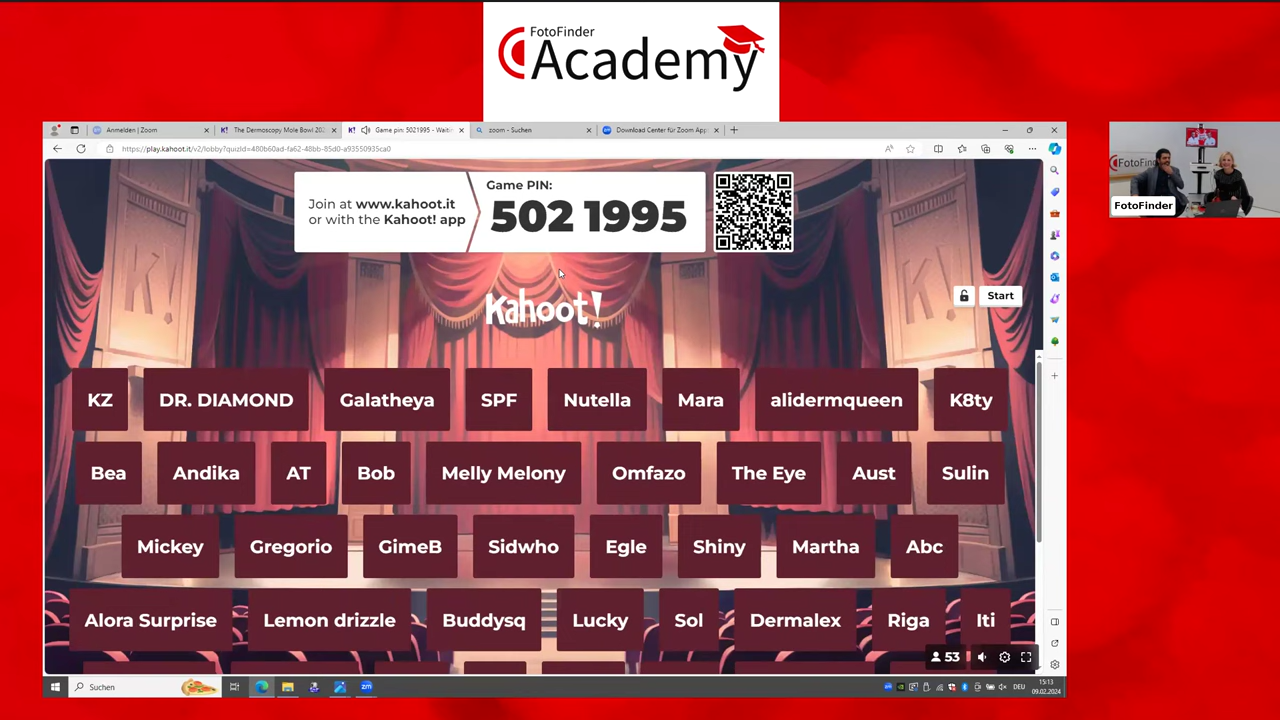 FotoFinder
Academy
Anmelden | Zoom
The Dermoscopy Mole Bowl 202
Game pin: 5021995 - Waiti
zoom - Suchen
Download Center für Zoom App
https://play.kahoot.it/v2/lobby?quizId=480b60ad-fa62-48bb-85d0-a93550935ca0
Join at www.kahoot.it
or with the Kahoot! app
Game PIN:
502 1995
Kahoot!
Start
K!
K!
KZ DR. DIAMOND Galatheya SPF Nutella Mara alidermqueen K8ty
Bea Andika AT Bob Melly Melony Omfazo The Eye Aust Sulin
Mickey Gregorio GimeB Sidwho Egle Shiny Martha Abc
Alora Surprise Lemon drizzle Buddysq Lucky Sol Dermalex Riga Iti
53
Suchen
DEU
15:13
09.02.2024
FotoFinder
FotoFinder